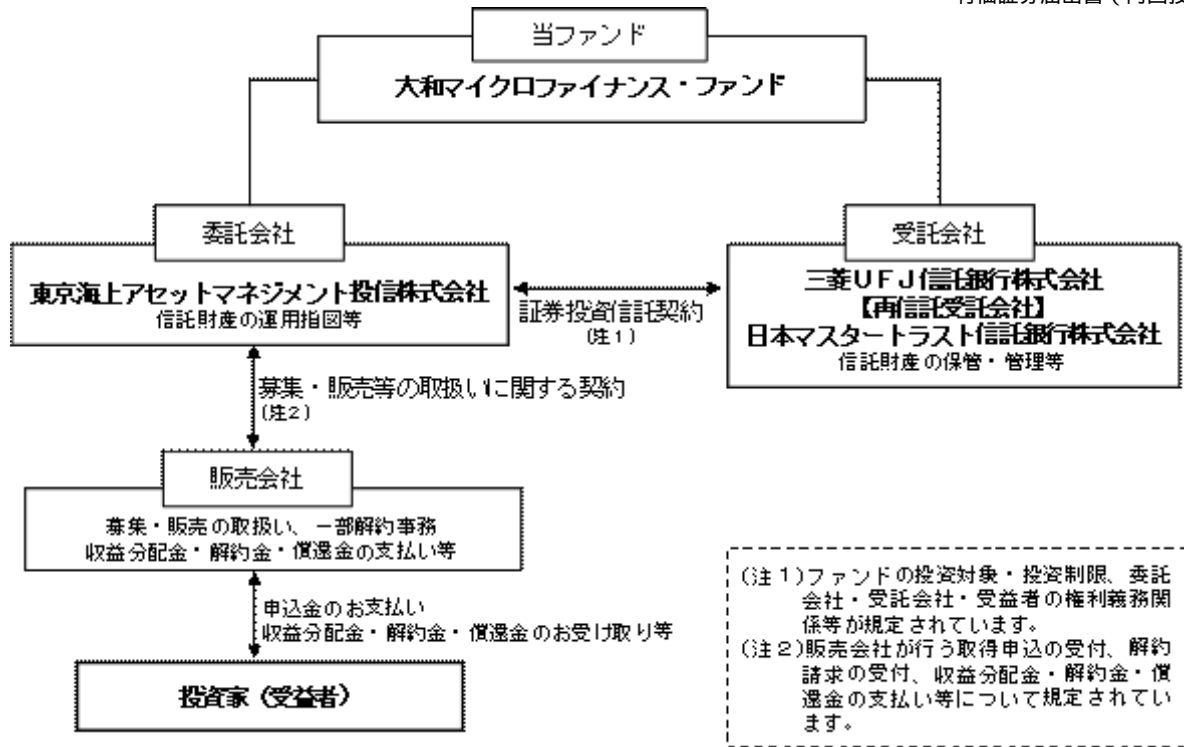 当ファンド
大和マイクロファイナンス・ファンド
委託会社
東京海上アセットマネジメント投信株式会社
信託財産の運用指図等
証券投資信託契約
(注1)
受託会社
三菱UFJ信託銀行株式会社
【再信託受託会社】
日本マスタートラスト信託銀行株式会社
信託財産の保管・管理等
募集・販売等の取扱いに関する契約
(注2)
販売会社
募集・販売の取扱い、一部解約事務
収益分配金・解約金・償還金の支払い等
申込金のお支払い
収益分配金・解約金・償還金のお受け取り等
投資家(受益者)
(注1)ファンドの投資対象・投資制限、委託
会社・受託会社・受益者の権利義務関
係等が規定されています。
(注2)販売会社が行う取得申込の受付、解約
請求の受付、収益分配金・解約金・償
還金の支払い等について規定されてい
ます。